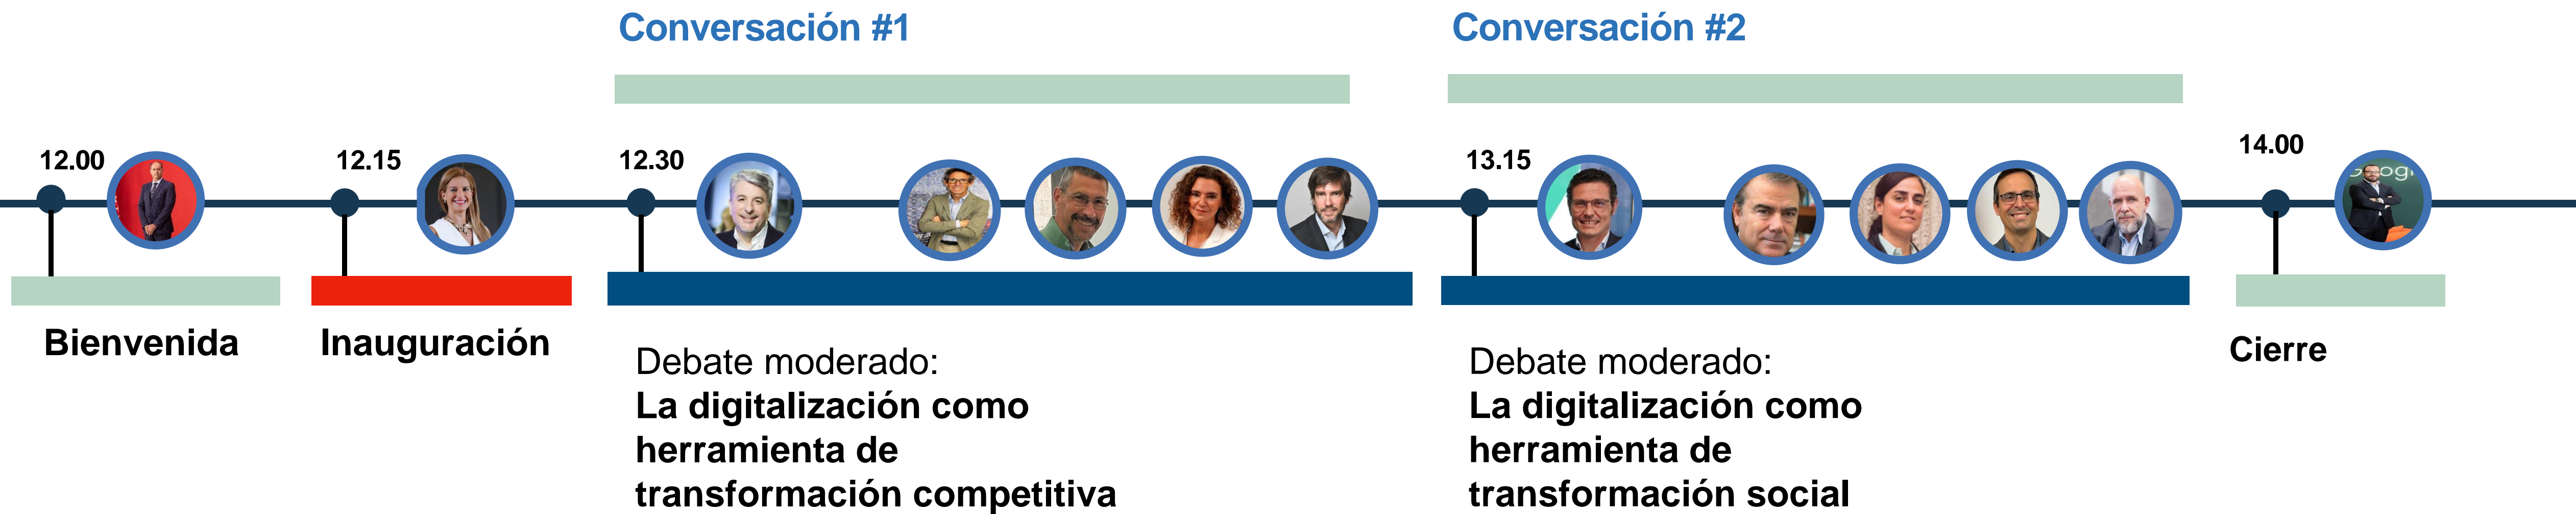 Conversación #1
Conversación #2
12.00
12.15
12.30
13.15
14.00
Bienvenida
Inauguración
Debate moderado:
La digitalización como
herramienta de
transformación competitiva
Debate moderado:
La digitalización como
herramienta de
transformación social
Cierre